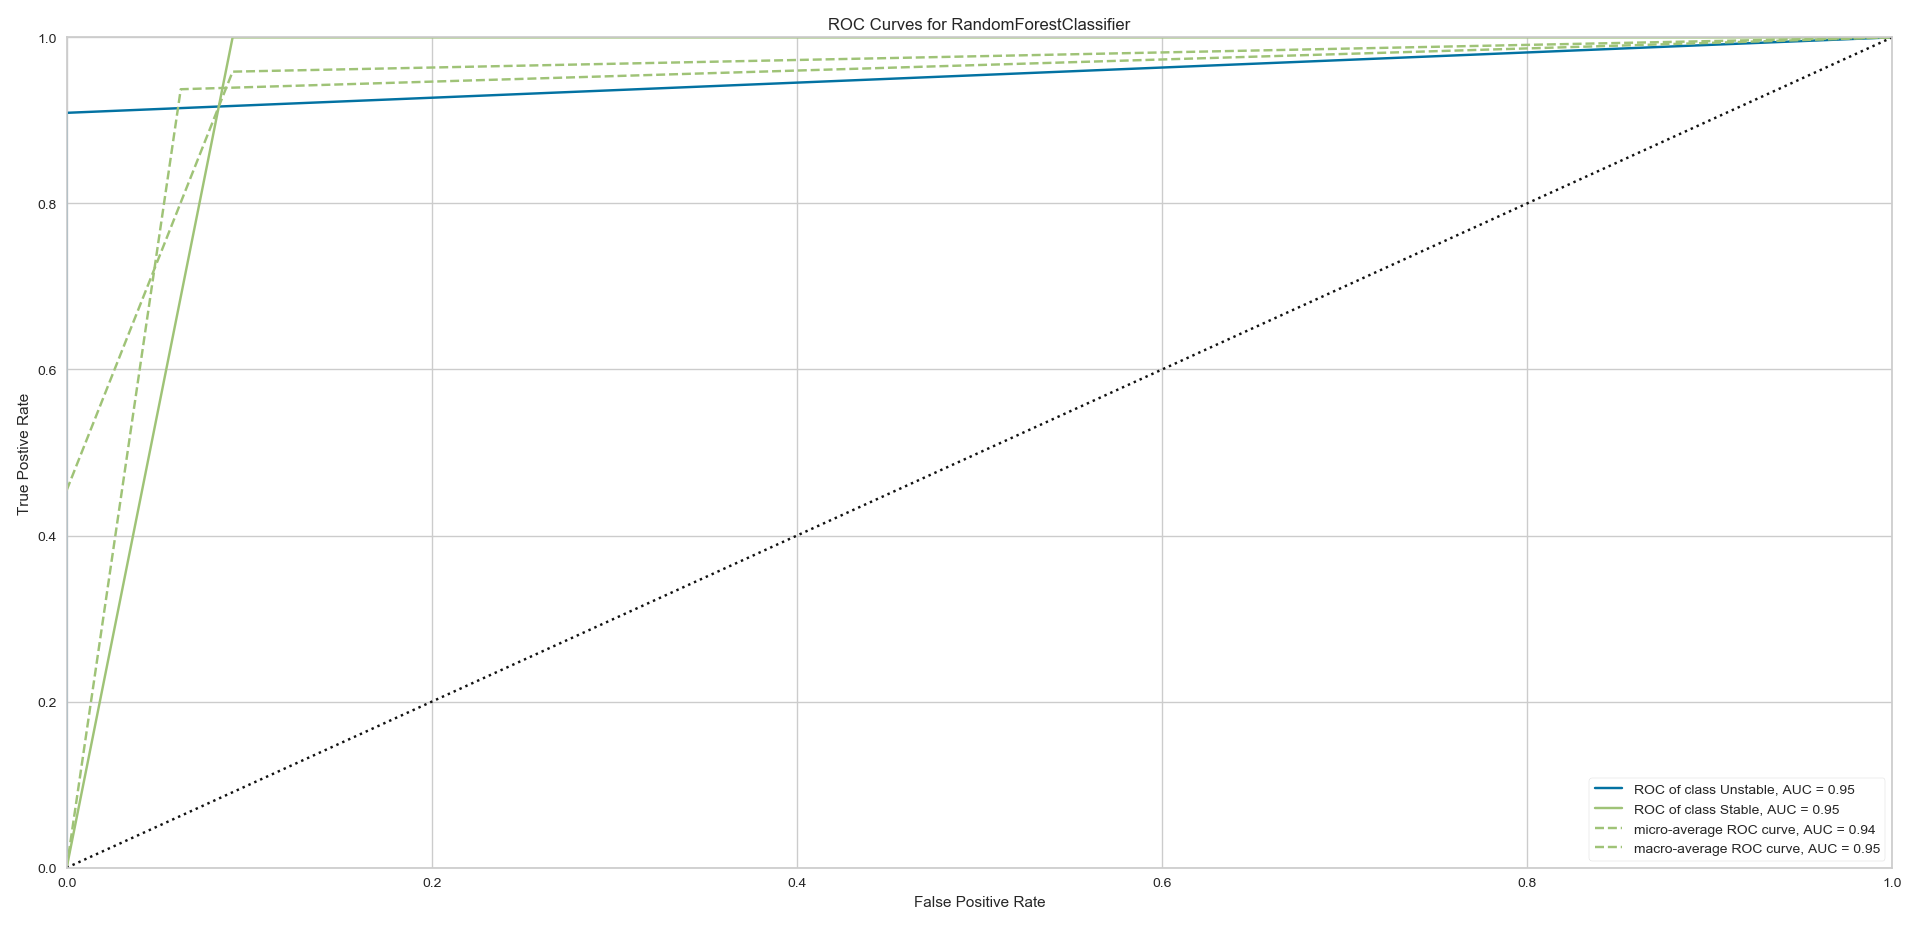 ROC Curves for RandomForestClassifier
1.0
0.8
0.6
0.4
0.2
0.0
True Postive Rate
0.0 0.2 0.4 0.6 0.8 1.0
False Positive Rate
ROC of class Unstable, AUC = 0.95
ROC of class Stable, AUC = 0.95
micro-average ROC curve, AUC = 0.94
macro-average ROC curve, AUC = 0.95